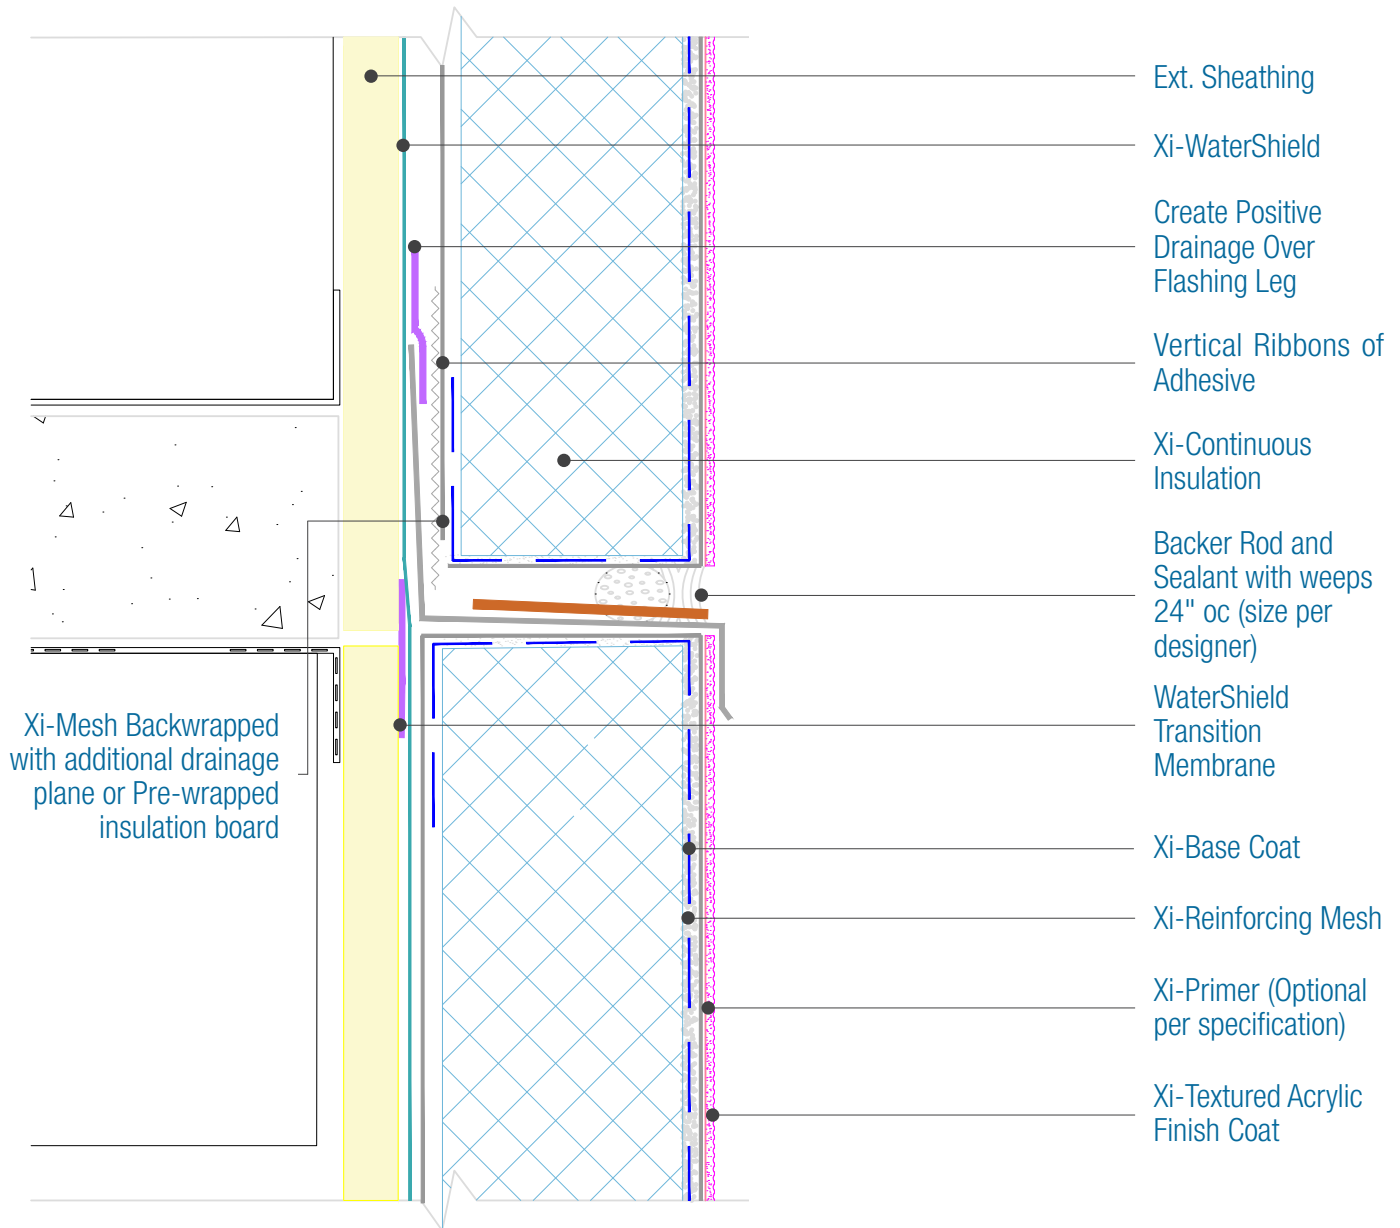 Ext. Sheathing
Xi-WaterShield
Create Positive
Drainage Over
Flashing Leg
Vertical Ribbons of
Adhesive
Xi-Continuous
Insulation
Backer Rod and
Sealant with weeps
24" oc (size per
designer)
WaterShield
Transition
Membrane
Xi-Mesh Backwrapped
with additional drainage
plane or Pre-wrapped
insulation board
Xi-Base Coat
Xi-Reinforcing Mesh
Xi-Primer (Optional
per specification)
Xi-Textured Acrylic
Finish Coat